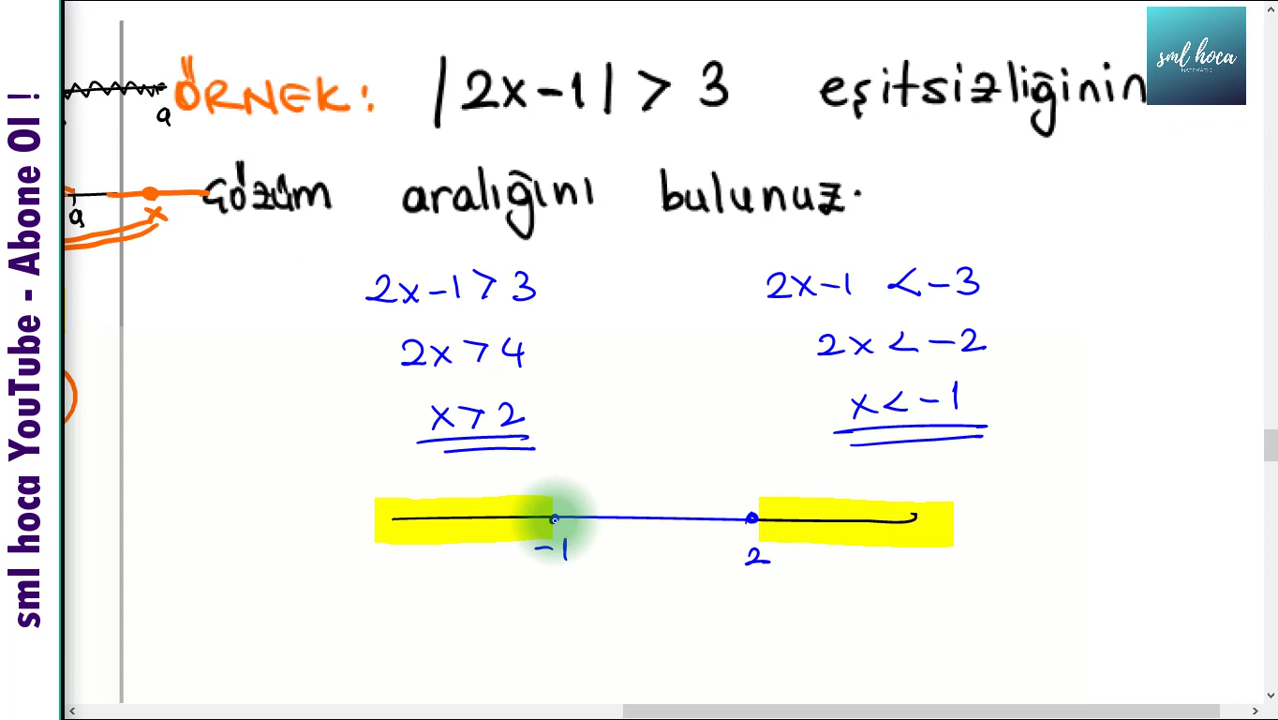 sml hoca YouTube - Abone Ol !
sml hoca
MATEMATİK
a
ÖRNEK: |2x-1| > 3 eşitsizliğinin
a
x
çözüm aralığını bulunuz.
2x-1 > 3
2x > 4
x > 2
2x-1 < -3
2x < -2
x < -1
-1
2